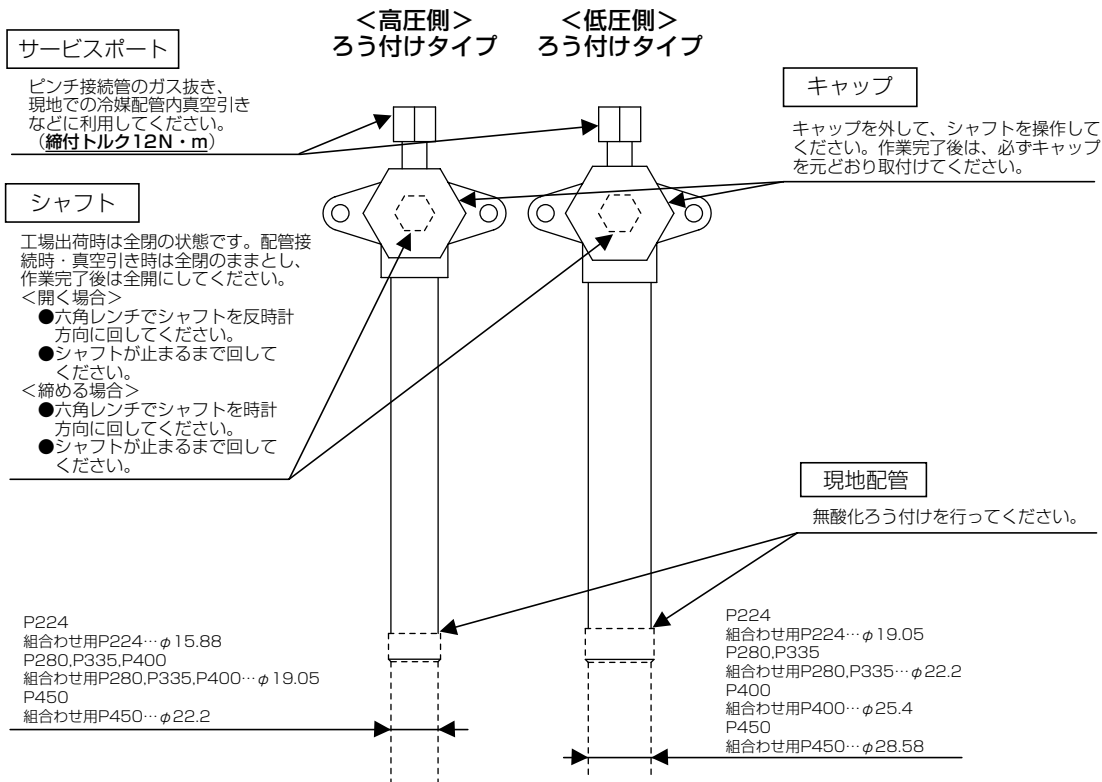 ＜高圧側＞
ろう付けタイプ
＜低圧側＞
ろう付けタイプ
サービスポート
ピンチ接続管のガス抜き、
現地での冷媒配管内真空引き
などに利用してください。
（締付トルク12N・m）
キャップ
キャップを外して、シャフトを操作して
ください。作業完了後は、必ずキャップ
を元どおり取付けてください。
シャフト
工場出荷時は全閉の状態です。配管接
続時・真空引き時は全閉のままとし、
作業完了後は全開にしてください。
＜開く場合＞
●六角レンチでシャフトを反時計
方向に回してください。
●シャフトが止まるまで回して
ください。
＜締める場合＞
●六角レンチでシャフトを時計
方向に回してください。
●シャフトが止まるまで回して
ください。
現地配管
無酸化ろう付けを行ってください。
P224
組合わせ用P224…φ15.88
P280,P335,P400
組合わせ用P280,P335,P400…φ19.05
P450
組合わせ用P450…φ22.2
P224
組合わせ用P224…φ19.05
P280,P335
組合わせ用P280,P335…φ22.2
P400
組合わせ用P400…φ25.4
P450
組合わせ用P450…φ28.58